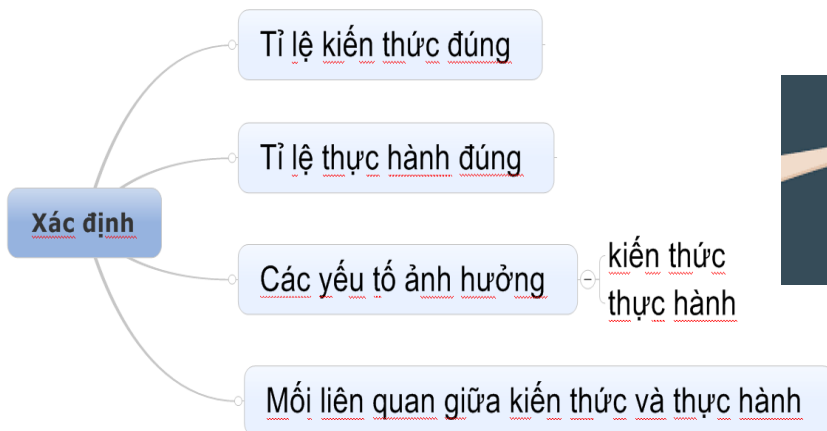 Tỉ lệ kiến thức đúng
Tỉ lệ thực hành đúng
Xác định
Các yếu tố ảnh hưởng
kiến thức
thực hành
Mối liên quan giữa kiến thức và thực hành